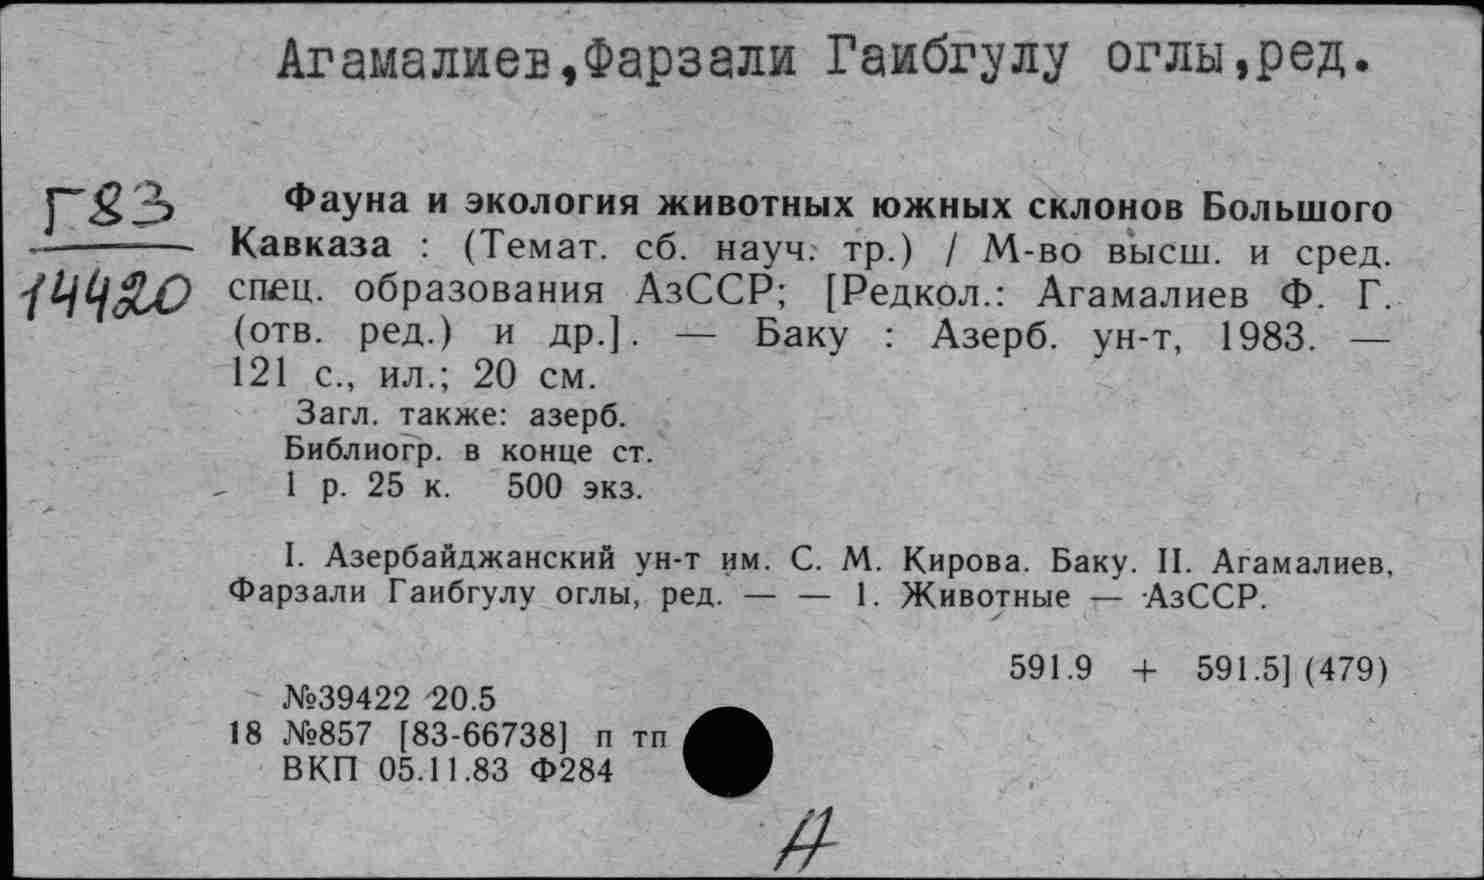 Агамалиев,Фарзали Гаибгулу оглы,ред.
Г83
14420
Фауна и экология животных южных склонов Большого
Кавказа : (Темат. сб. науч. тр.) / М-во высш. и сред.
спец. образования АзССР; [Редкол.: Агамалиев Ф. Г.
(отв. ред.) и др.]. — Баку : Азерб. ун-т, 1983. —
121 с., ил.; 20 см.
Загл. также: азерб.
Библиогр. в конце ст.
1 р. 25 к. 500 экз.
I. Азербайджанский ун-т им. С. М. Кирова. Баку. II. Агамалиев,
Фарзали Гаибгулу оглы, ред. — — 1. Животные — АзССР.
591.9 + 591.5] (479)
№39422 20.5
18 №857 [83-66738] п тп
ВКП 05.11.83 Ф284
А